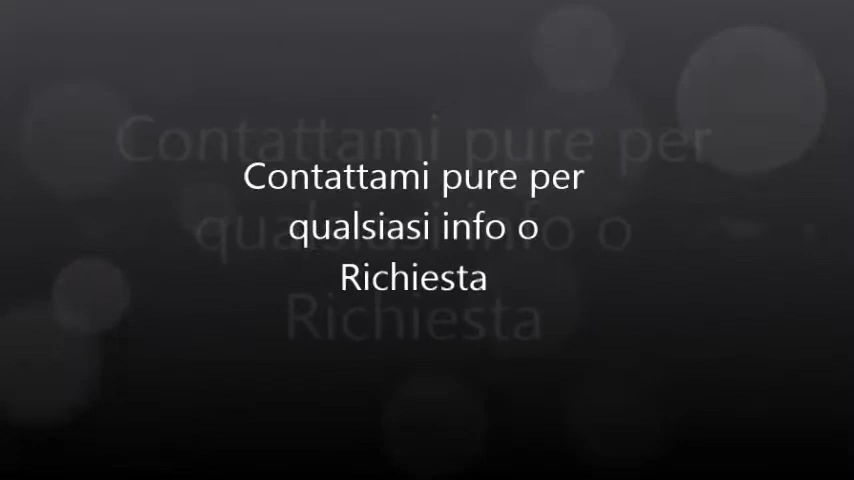 Contattami pure per
qualsiasi info o
Richiesta